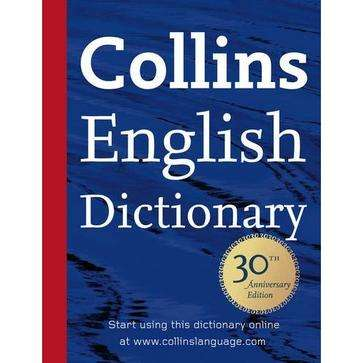 Collins
English
Dictionary
30TH
Anniversary
Edition
Start using this dictionary online
at www.collinslanguage.com